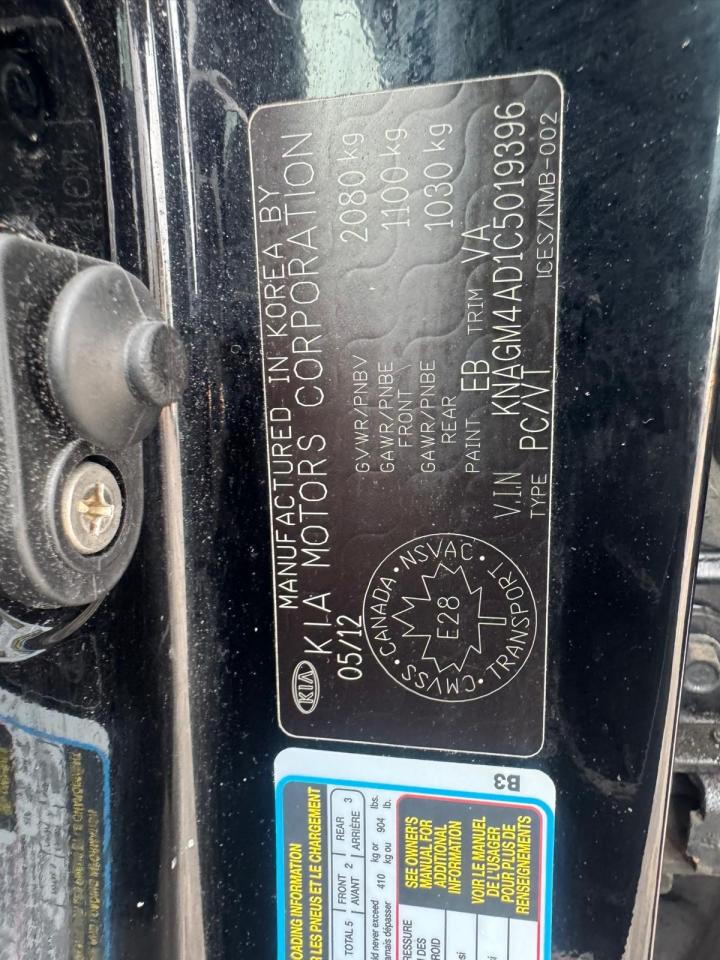 MANUFACTURED IN KOREA BY
KIA KIA MOTORS CORPORATION
05/12
GVWR/PNBV 2080 kg
GAWR/PNBE FRONT 1100 kg
GAWR/PNBE REAR 1030 kg
PAINT EB TRIM VA
V.I.N KNAGM4AD1C5019396
TYPE PC/VT ICES/NMB-002
CANADA · NSVAC · TRANSPORT · CMVSS ·
E28
B3
LOADING INFORMATION
LES PNEUS ET LE CHARGEMENT
TOTAL 5 FRONT AVANT 2 REAR ARRIÈRE 3
never exceed 410 kg or 904 lbs.
jamais dépasser kg ou lb.
SEE OWNER'S
MANUAL FOR
ADDITIONAL
INFORMATION
VOIR LE MANUEL
DE L'USAGER
POUR PLUS DE
RENSEIGNEMENTS